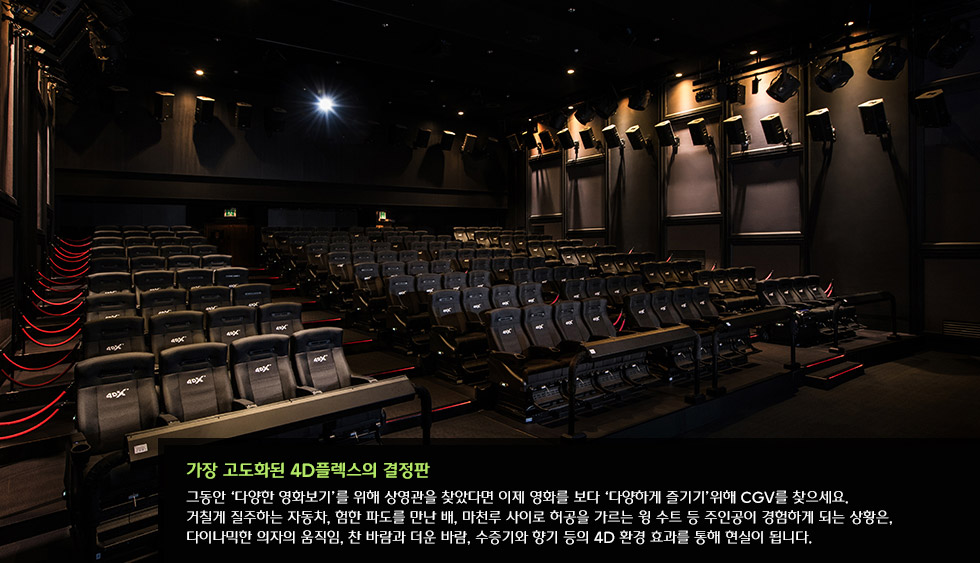 4DX
4DX
4DX
4DX
가장 고도화된 4D플렉스의 결정판
그동안 ‘다양한 영화보기’를 위해 상영관을 찾았다면 이제 영화를 보다 ‘다양하게 즐기기’위해 CGV를 찾으세요.
거칠게 질주하는 자동차, 험한 파도를 만난 배, 마천루 사이로 허공을 가르는 윙 수트 등 주인공이 경험하게 되는 상황은,
다이나믹한 의자의 움직임, 찬 바람과 더운 바람, 수증기와 향기 등의 4D 환경 효과를 통해 현실이 됩니다.